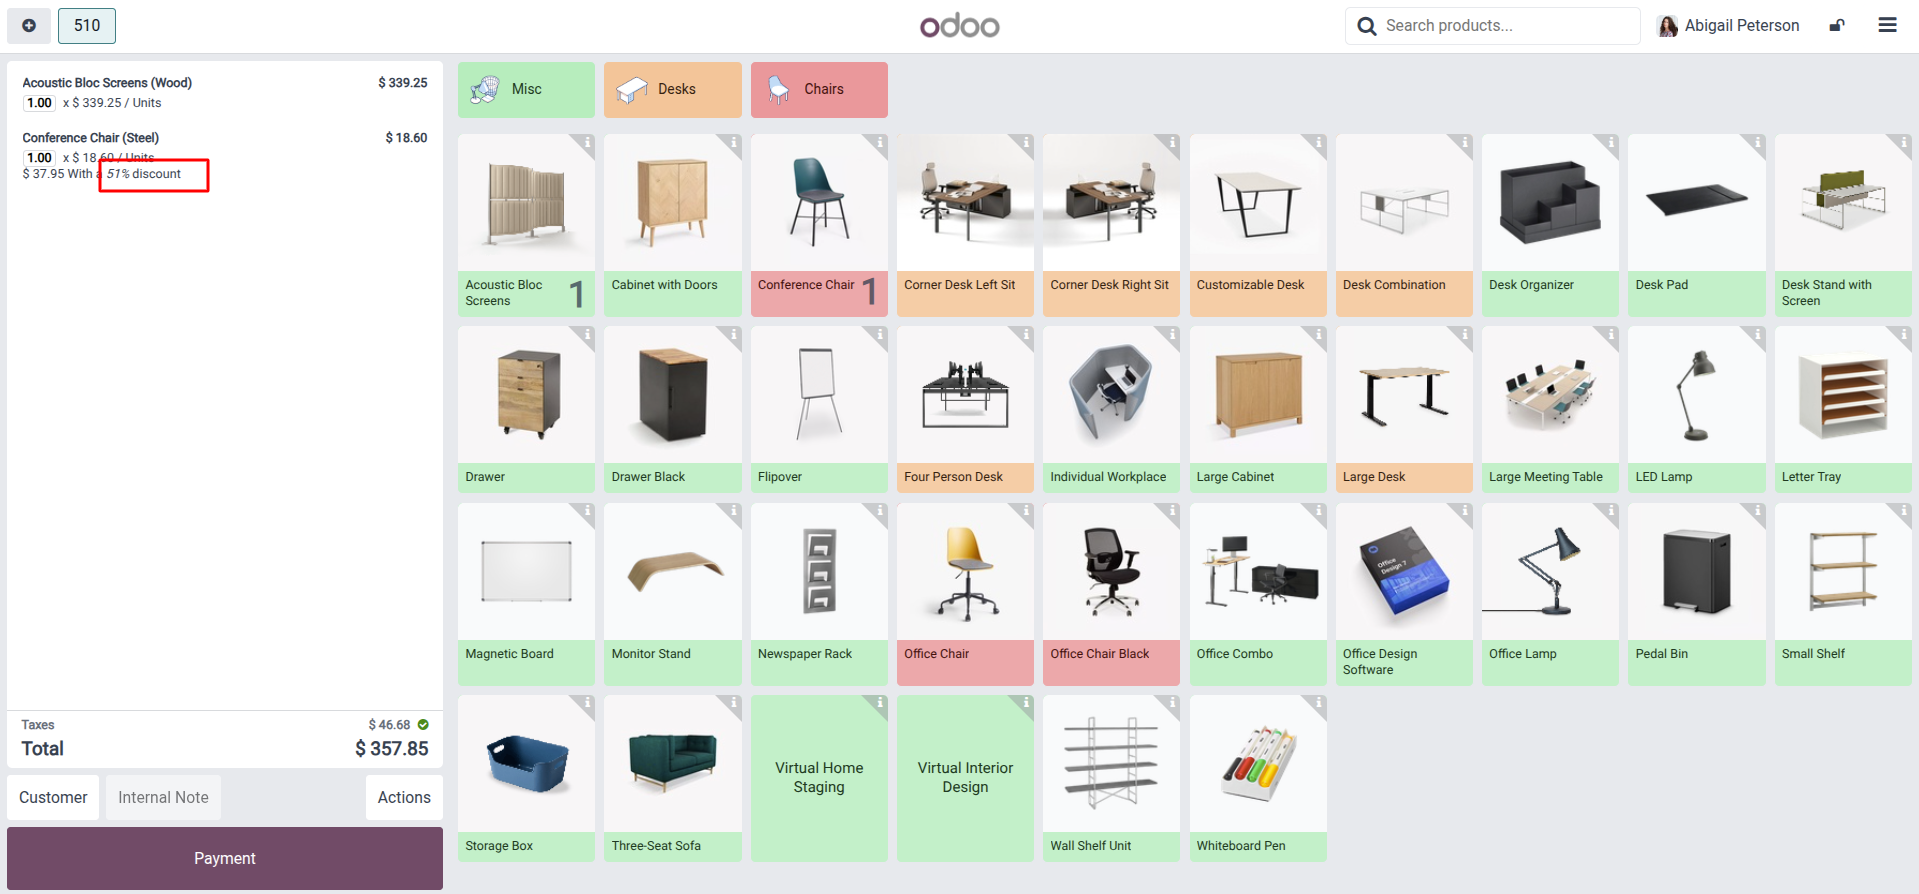 510
odoo
Search products...
Abigail Peterson
Acoustic Bloc Screens (Wood)
$ 339.25
1.00 x $ 339.25 / Units
Conference Chair (Steel)
$ 18.60
1.00 x $ 18.60 / Units
$ 37.95 With a 51% discount
Taxes
$ 46.68
Total
$ 357.85
Customer
Internal Note
Actions
Payment
Misc
Desks
Chairs
Acoustic Bloc
Screens
1
Cabinet with Doors
Conference Chair
1
Corner Desk Left Sit
Corner Desk Right Sit
Customizable Desk
Desk Combination
Desk Organizer
Desk Pad
Desk Stand with
Screen
Drawer
Drawer Black
Flipover
Four Person Desk
Individual Workplace
Large Cabinet
Large Desk
Large Meeting Table
LED Lamp
Letter Tray
Magnetic Board
Monitor Stand
Newspaper Rack
Office Chair
Office Chair Black
Office Combo
Office
Design 7
Office Design
Software
Office Lamp
Pedal Bin
Small Shelf
Storage Box
Three-Seat Sofa
Virtual Home
Staging
Virtual Interior
Design
Wall Shelf Unit
Whiteboard Pen